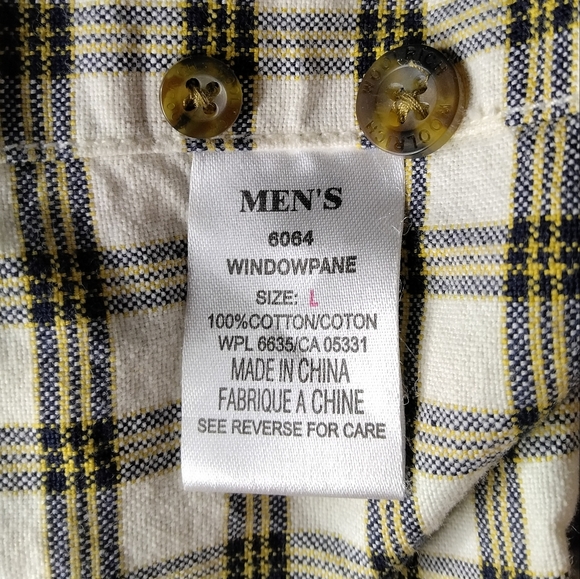 WOOLRICH
MEN'S
6064
WINDOWPANE
SIZE: L
100%COTTON/COTON
WPL 6635/CA 05331
MADE IN CHINA
FABRIQUE A CHINE
SEE REVERSE FOR CARE